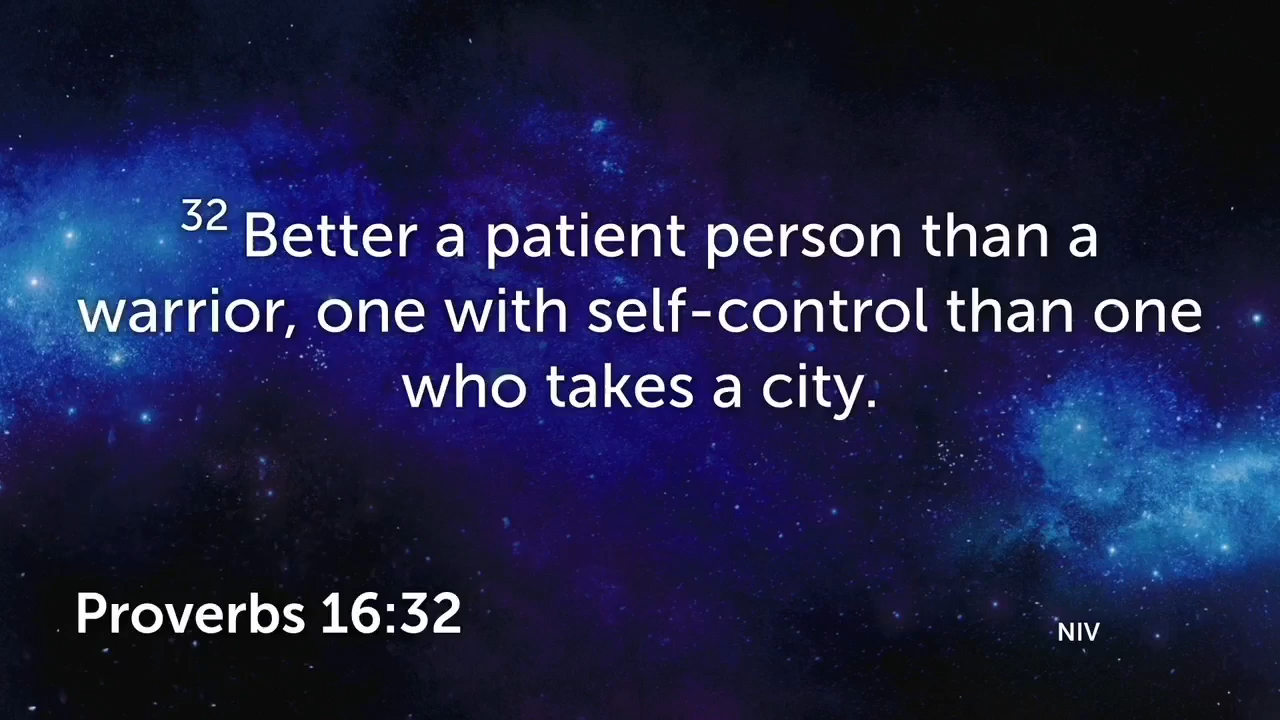 32 Better a patient person than a
warrior, one with self-control than one
who takes a city.
Proverbs 16:32
NIV